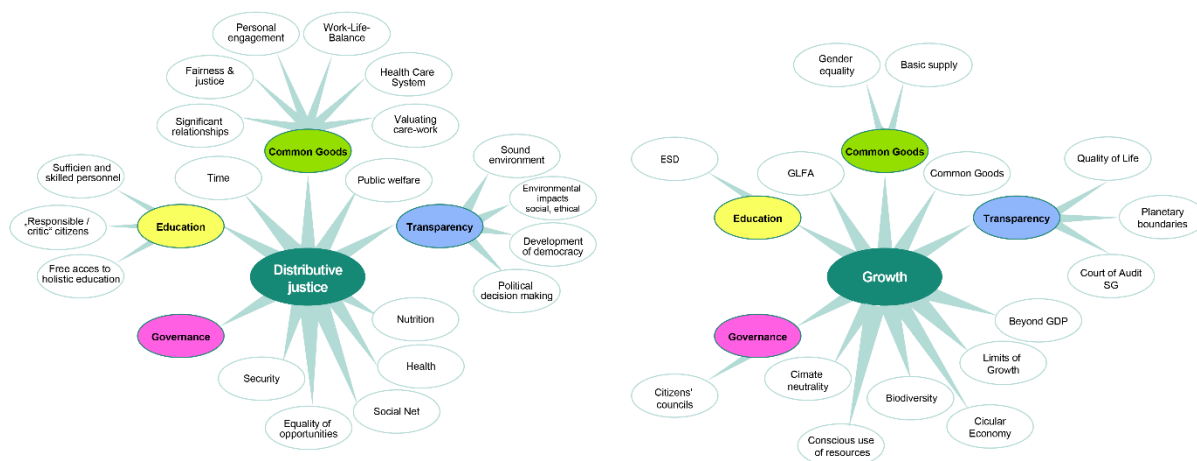 Personal
engagement
Work-Life-
Balance
Fairness &
justice
Health Care
System
Significant
relationships
Valuating
care-work
Common Goods
Sound
environment
Sufficien and
skilled personnel
Time
Public welfare
Environmental
impacts
social, ethical
„Responsible /
critic“ citizens
Education
Transparency
Development
of democracy
Free acces to
holistic education
Distributive
justice
Political
decision making
Governance
Nutrition
Security
Health
Equality of
opportunities
Social Net
Gender
equality
Basic supply
Common Goods
ESD
GLFA
Common Goods
Quality of Life
Education
Transparency
Planetary
boundaries
Growth
Court of Audit
SG
Governance
Beyond GDP
Citizens'
councils
Cimate
neutrality
Limits of
Growth
Biodiversity
Conscious use
of resources
Cicular
Economy